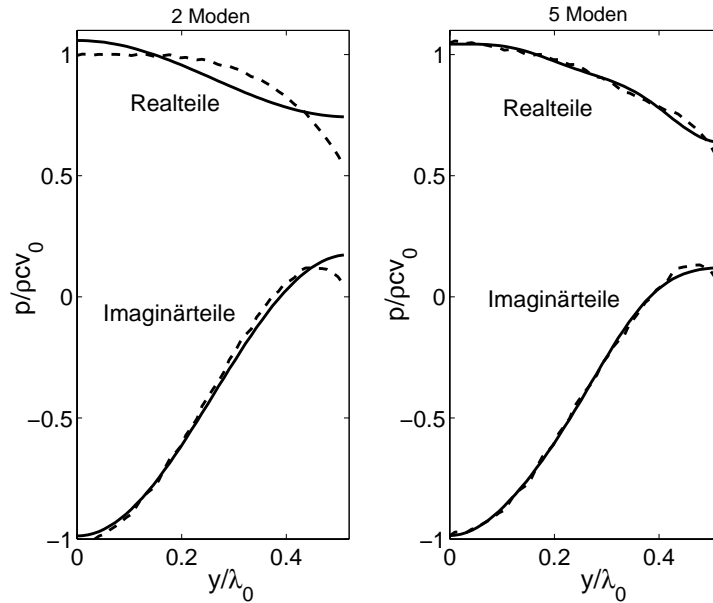 2 Moden
1
0.5
0
−0.5
−1
p/ρcv0
Realteile
Imaginärteile
0
0.2
0.4
y/λ0
5 Moden
1
0.5
0
−0.5
−1
p/ρcv0
Realteile
Imaginärteile
0
0.2
0.4
y/λ0